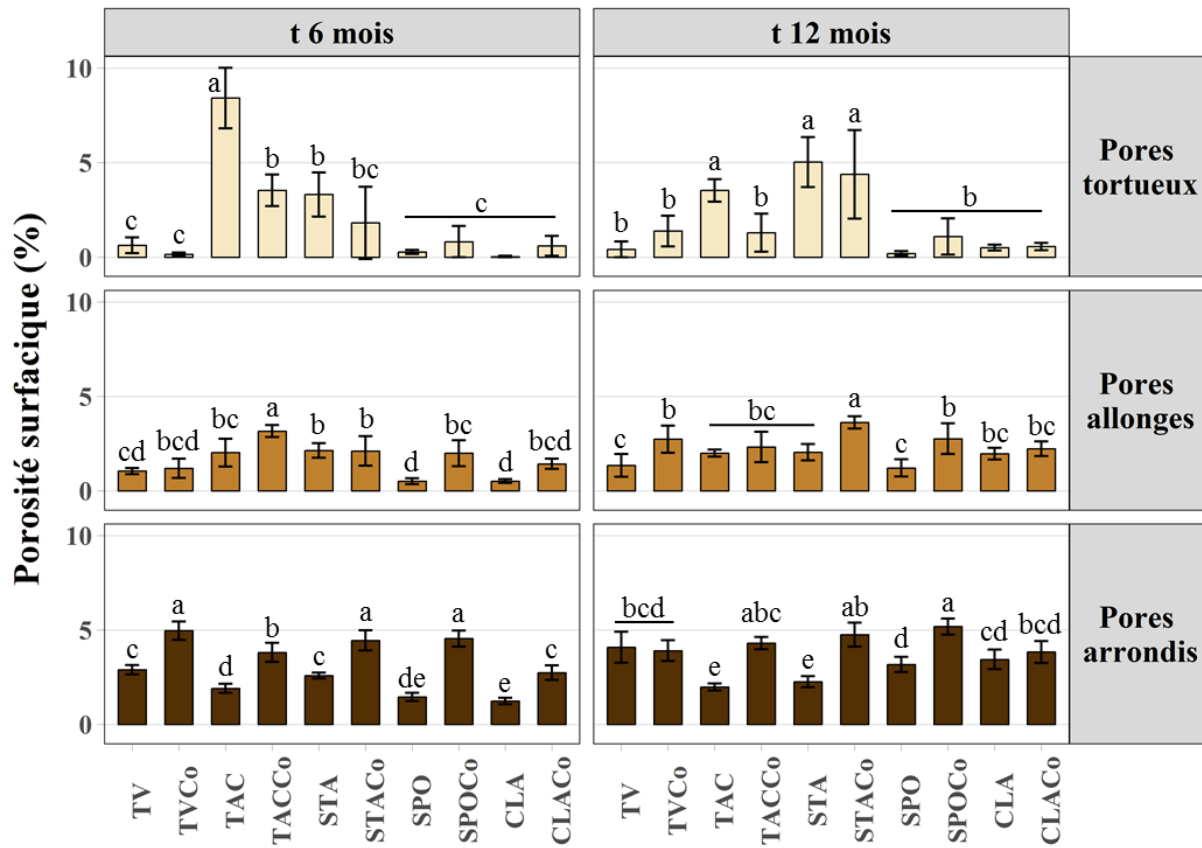 t 6 mois
t 12 mois
Porosité surfacique (%)
10
5
0
c
c
a
b
b
bc
c
b
b
a
b
a
a
b
Pores
tortueux
10
5
0
cd
bcd
bc
a
b
b
d
bc
d
bcd
c
b
bc
a
c
b
bc
bc
Pores
allonges
10
5
0
c
a
d
b
c
a
de
a
e
c
bcd
e
abc
e
ab
d
a
cd
bcd
Pores
arrondis
TV
TVCo
TAC
TACCo
STA
STACo
SPO
SPOCo
CLA
CLACo
TV
TVCo
TAC
TACCo
STA
STACo
SPO
SPOCo
CLA
CLACo